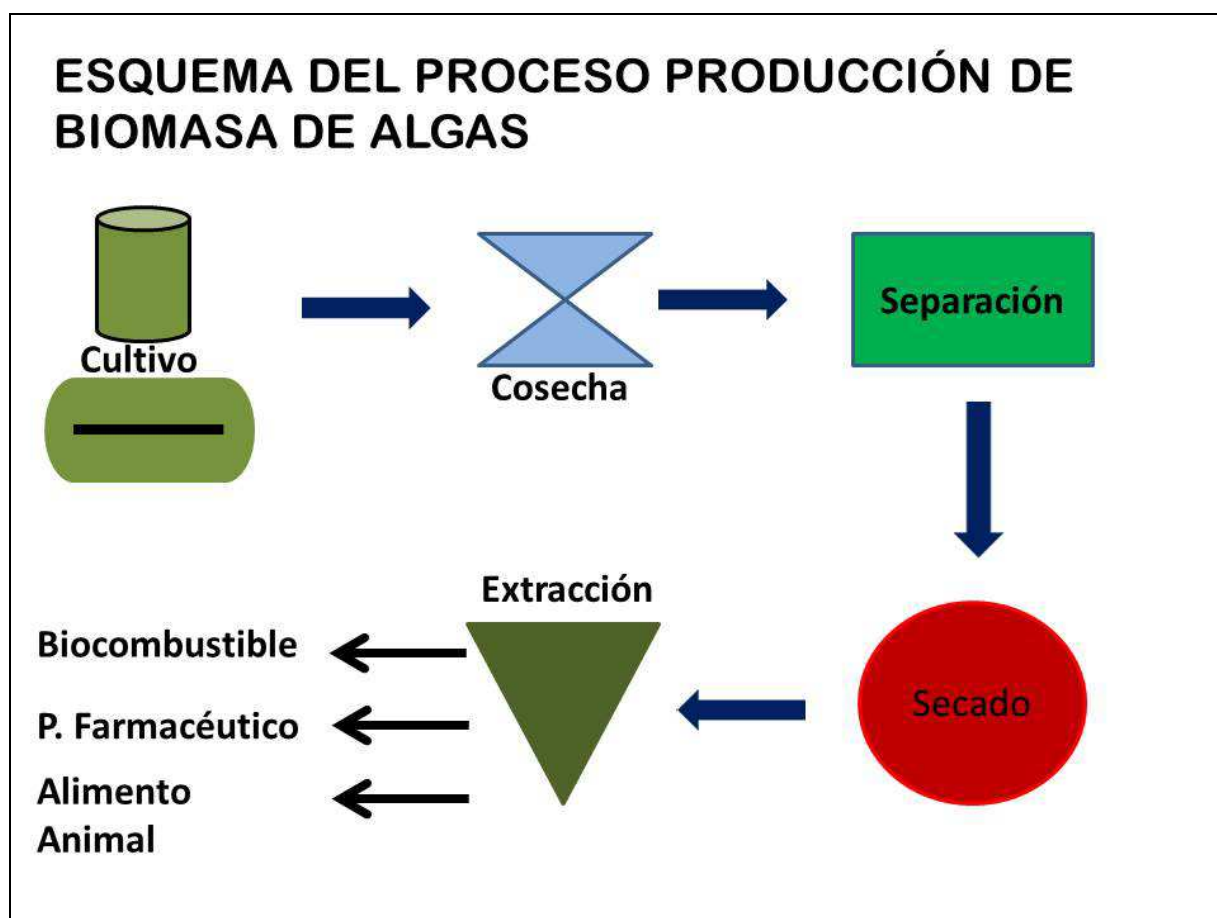 ESQUEMA DEL PROCESO PRODUCCIÓN DE
BIOMASA DE ALGAS
Cultivo
Cosecha
Separación
Secado
Extracción
Biocombustible
P. Farmacéutico
Alimento
Animal